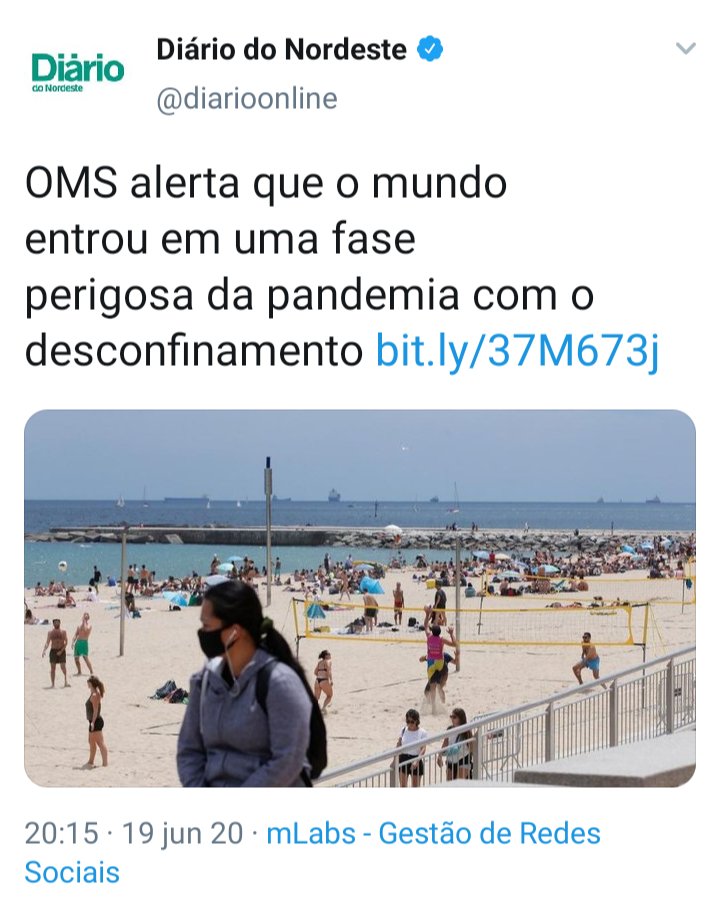 Diário
do Nordeste
Diário do Nordeste
@diarioonline
OMS alerta que o mundo
entrou em uma fase
perigosa da pandemia com o
desconfinamento bit.ly/37M673j
20:15 · 19 jun 20 · mLabs - Gestão de Redes
Sociais